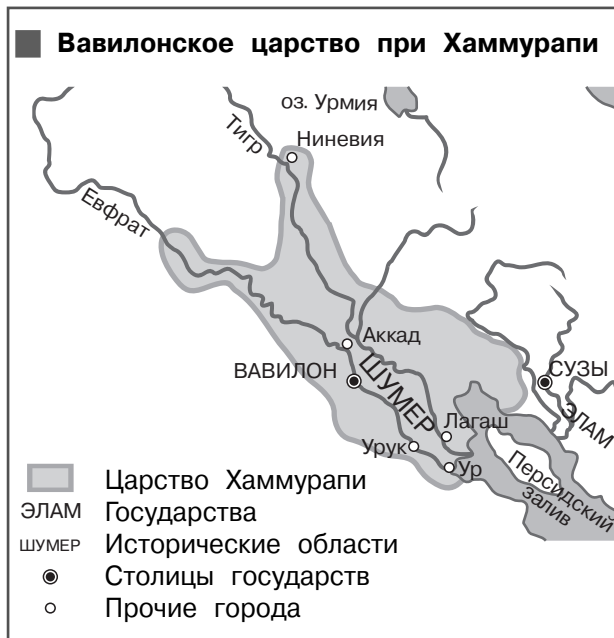 Вавилонское царство при Хаммурапи
оз. Урмия
Тигр
Ниневия
Евфрат
Аккад
ВАВИЛОН
ШУМЕР
СУЗЫ
ЭЛАМ
Лагаш
Урук
Ур
Персидский
залив
Царство Хаммурапи
ЭЛАМ Государства
ШУМЕР Исторические области
Столицы государств
Прочие города